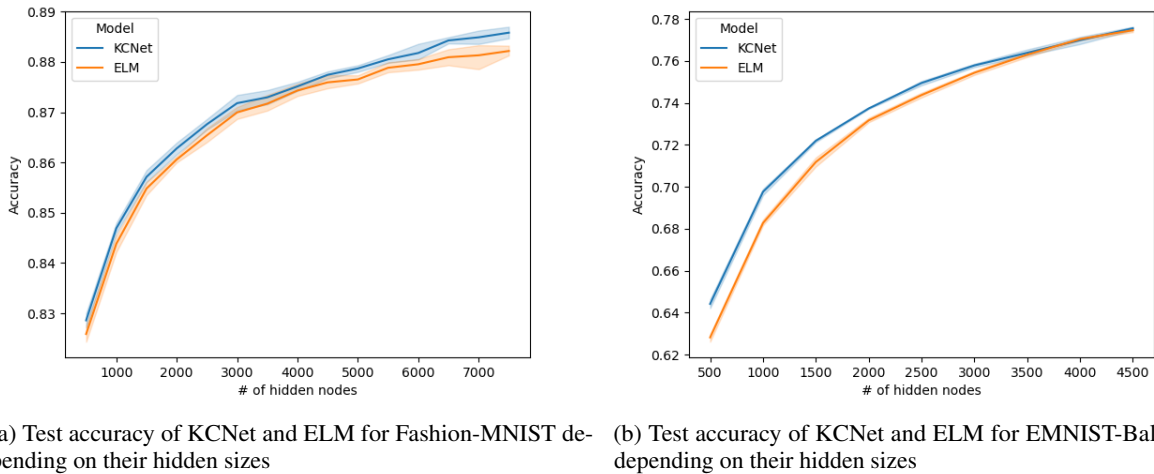 0.89
0.88
0.87
0.86
0.85
0.84
0.83
Accuracy
Model
KCNet
ELM
1000 2000 3000 4000 5000 6000 7000
# of hidden nodes
0.78
0.76
0.74
0.72
0.70
0.68
0.66
0.64
0.62
Accuracy
Model
KCNet
ELM
500 1000 1500 2000 2500 3000 3500 4000 4500
# of hidden nodes
a) Test accuracy of KCNet and ELM for Fashion-MNIST de-
pending on their hidden sizes
(b) Test accuracy of KCNet and ELM for EMNIST-Bal
depending on their hidden sizes